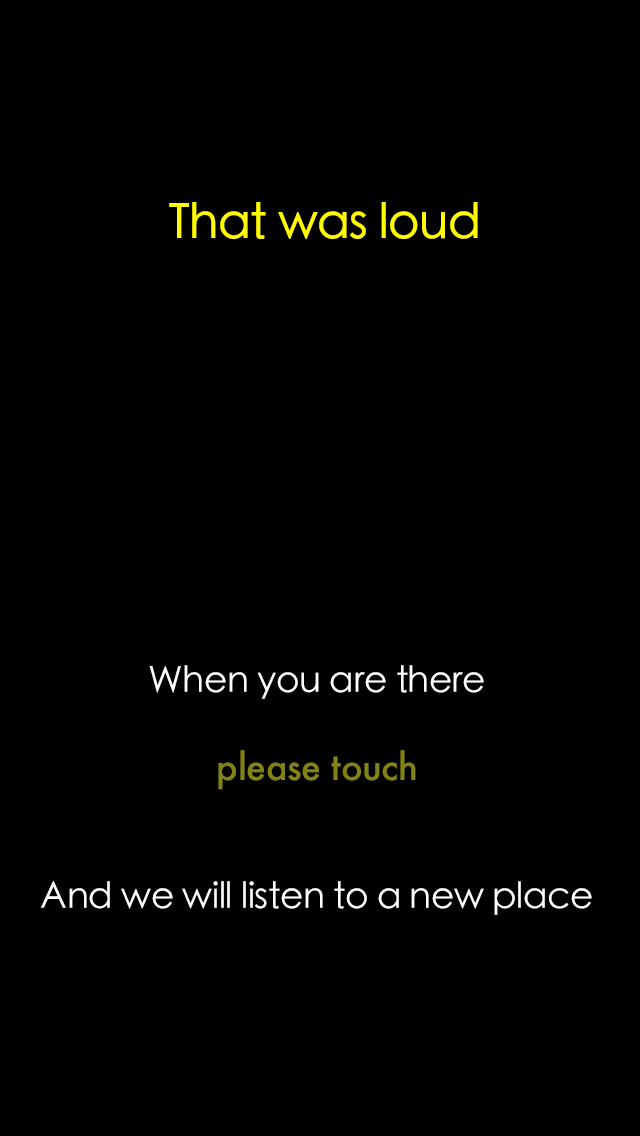 That was loud
When you are there
please touch
And we will listen to a new place